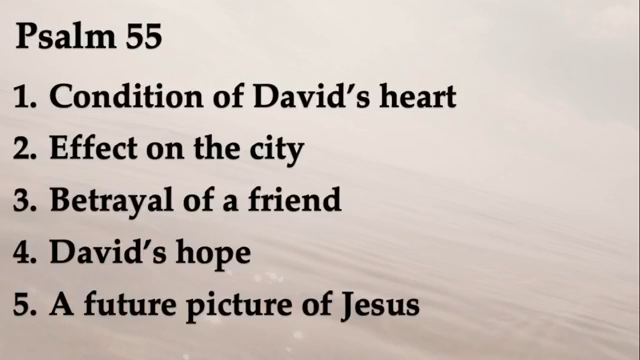 Psalm 55
1. Condition of David’s heart
2. Effect on the city
3. Betrayal of a friend
4. David’s hope
5. A future picture of Jesus